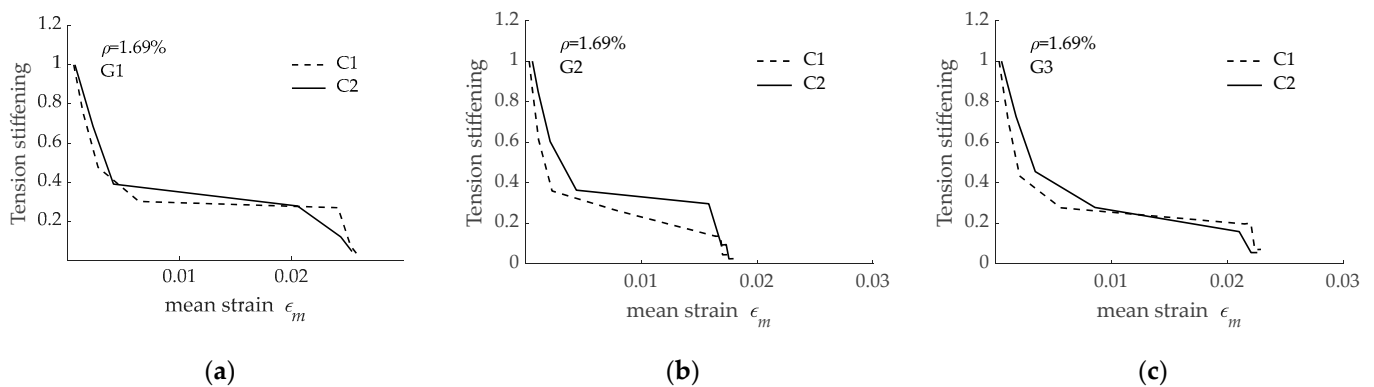 1.2
1
0.8
0.6
0.4
0.2
Tension stiffening
ρ=1.69%
G1
C1
C2
0.01
0.02
mean strain ϵm
(a)
1.2
1
0.8
0.6
0.4
0.2
0
Tension stiffening
ρ=1.69%
G2
C1
C2
0.01
0.02
0.03
mean strain ϵm
(b)
1.2
1
0.8
0.6
0.4
0.2
0
Tension stiffening
ρ=1.69%
G3
C1
C2
0.01
0.02
0.03
mean strain ϵm
(c)